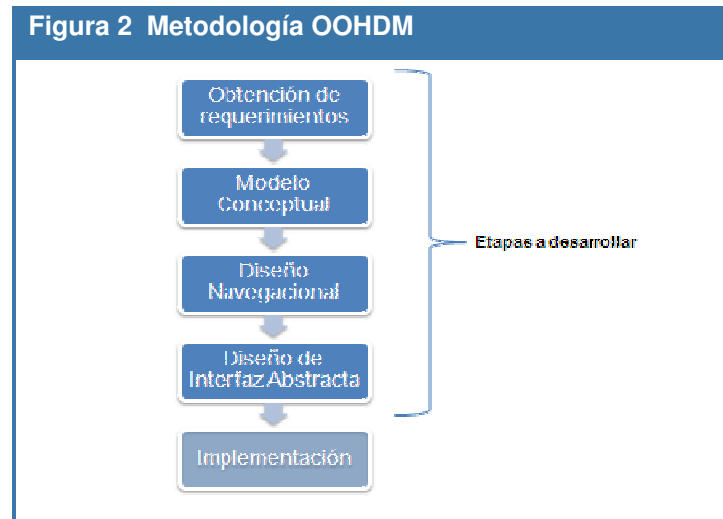 Figura 2 Metodología OOHDM
Obtención de
requerimientos
Modelo
Conceptual
Diseño
Navegacional
Diseño de
Interfaz Abstracta
Implementación
Etapas a desarrollar